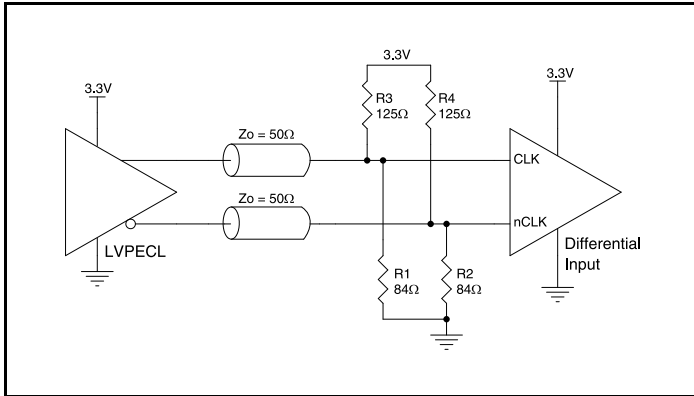 3.3V
3.3V
3.3V
R3
125Ω
R4
125Ω
Zo = 50Ω
CLK
Zo = 50Ω
nCLK
LVPECL
Differential
Input
R1
84Ω
R2
84Ω